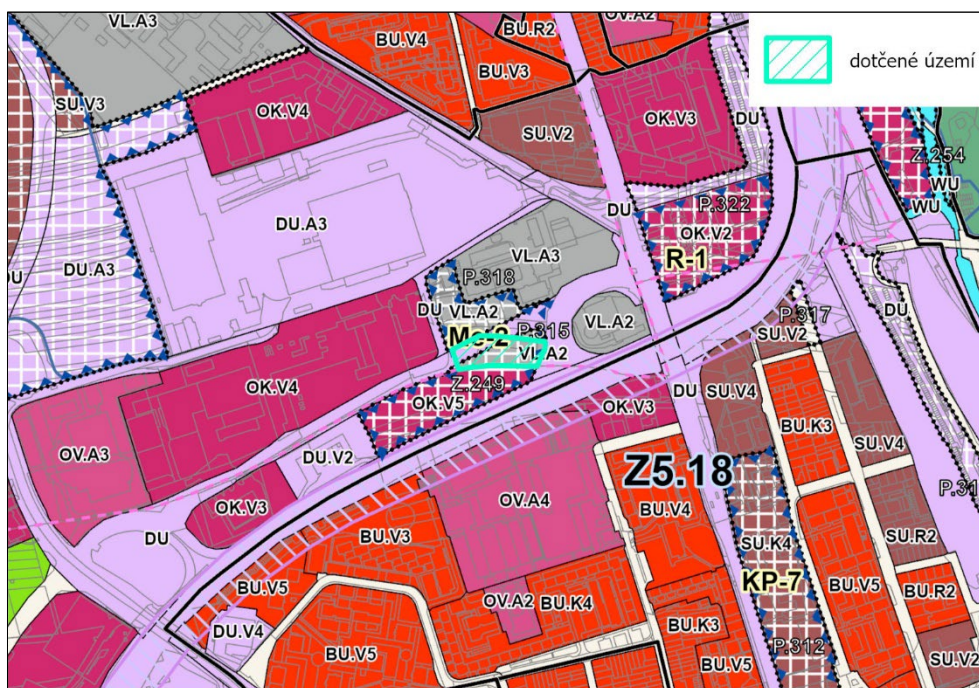 VL.A3
BU.V4
BU.R2
OV.A2
BU.V3
dotčené území
SU.V3
OK.V4
SU.V2
OK.V3
DU
Z.254
WU
WU
P.322
DU.A3
DU
OK.V2
R-1
DU
DU.A3
VL.A3
P.318
DU
VL.A2
P.315
VL.A2
P.317
DU
VL.A2
SU.V2
Z.249
OK.V4
OK.V5
DU
SU.V4
OK.V3
BU.K3
OV.A3
DU.V2
SU.V4
Z5.18
OK.V3
OV.A4
BU.V4
P.31
DU
BU.V3
SU.K4
SU.R2
KP-7
BU.V5
OV.A2
BU.K4
BU.V5
BU.R2
DU.V4
BU.K3
P.312
SU.V2
BU.V5
BU.V5